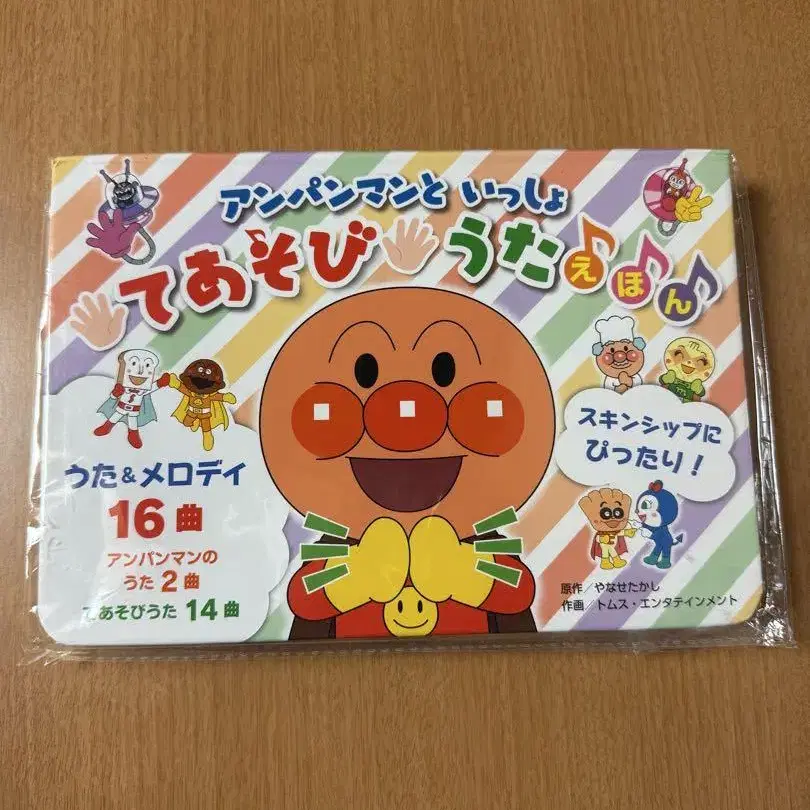 アンパンマンと いっしょ
てあそび うた えほん
うた&メロディ
16曲
アンパンマンの
うた 2曲
てあそびうた 14曲
スキンシップに
ぴったり!
原作/やなせたかし
作画/トムス・エンタテインメント